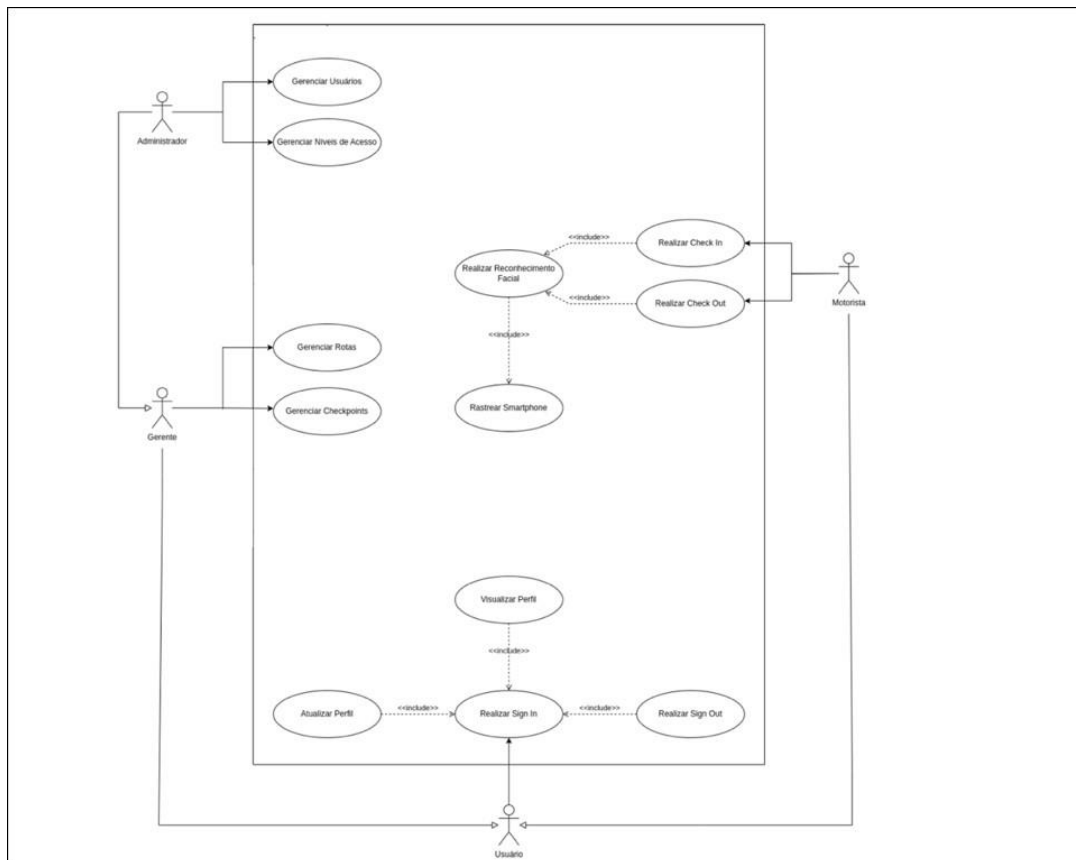 Gerenciar Usuários
Administrador
Gerenciar Níveis de Acesso
<<include>>
Realizar Check In
Realizar Reconhecimento
Facial
<<include>>
Realizar Check Out
Motorista
<<include>>
Gerenciar Rotas
Rastrear Smartphone
Gerenciar Checkpoints
Gerente
Visualizar Perfil
<<include>>
Atualizar Perfil
<<include>>
Realizar Sign In
<<include>>
Realizar Sign Out
Usuário